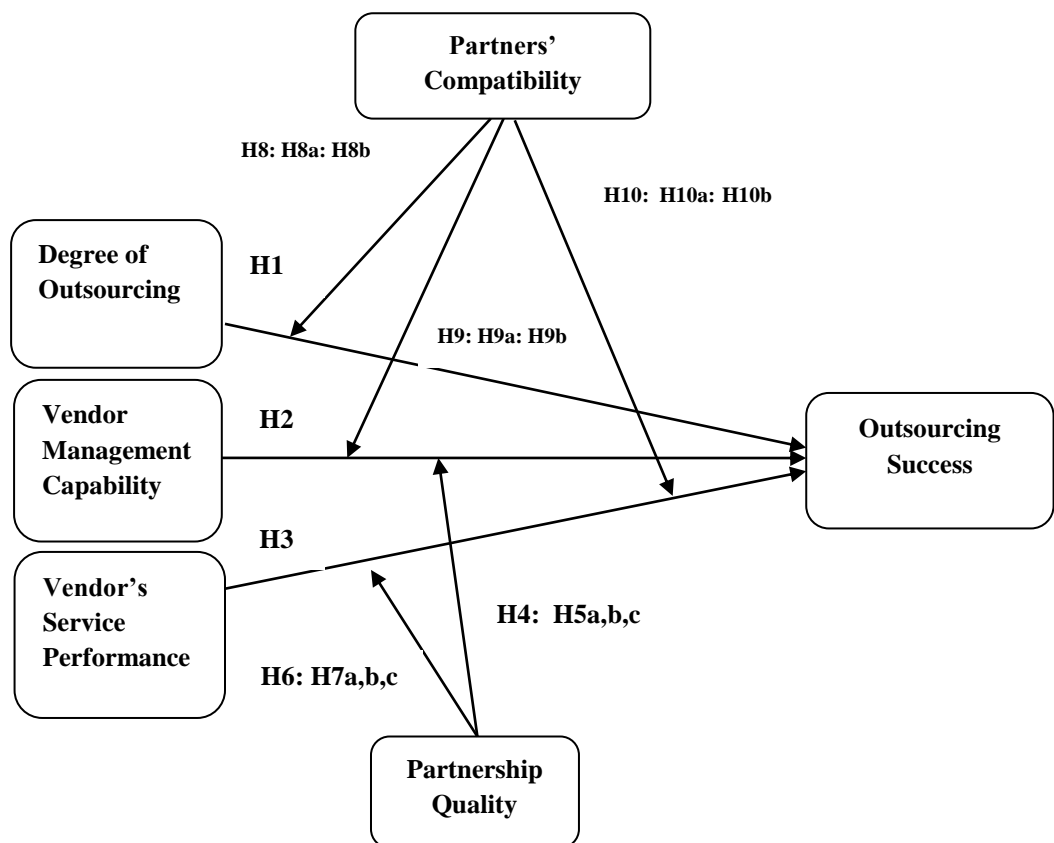 Partners’
Compatibility
H8: H8a: H8b
H10:  H10a: H10b
Degree of
Outsourcing
H1
H9: H9a: H9b
Vendor
Management
Capability
H2
Outsourcing
Success
H3
Vendor’s
Service
Performance
H4:  H5a,b,c
H6: H7a,b,c
Partnership
Quality